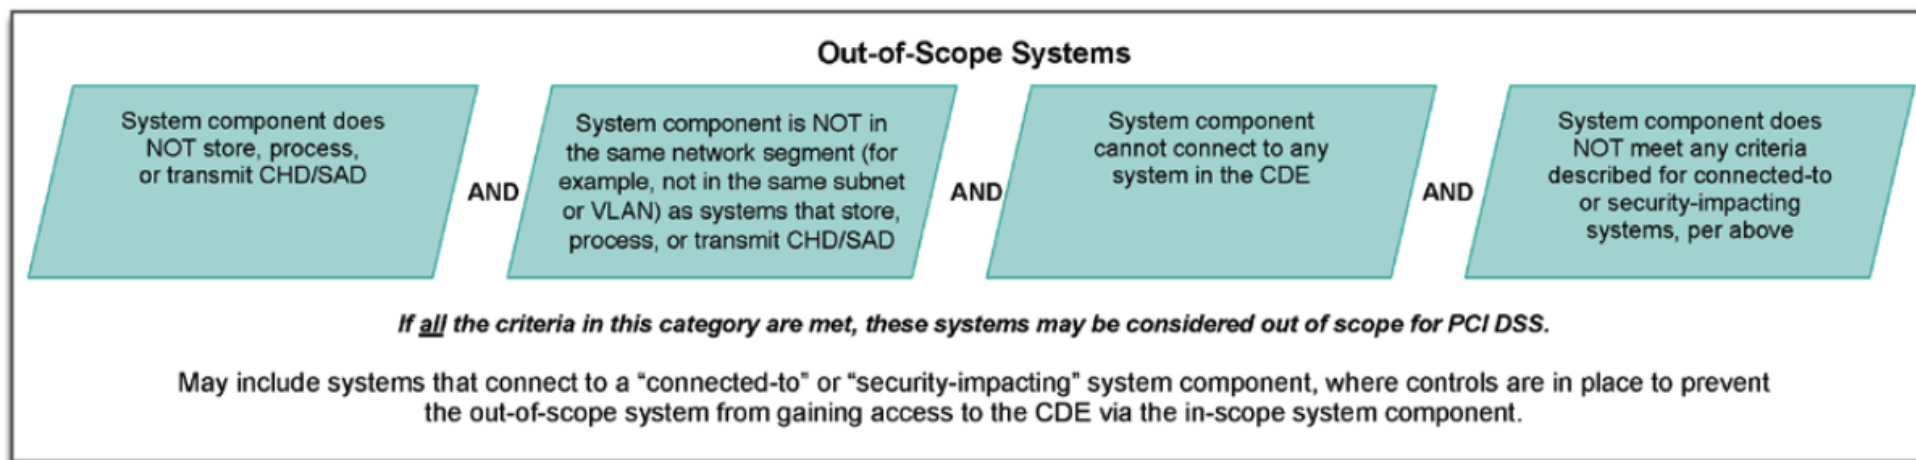 Out-of-Scope Systems
System component does
NOT store, process,
or transmit CHD/SAD
AND
System component is NOT in
the same network segment (for
example, not in the same subnet
or VLAN) as systems that store,
process, or transmit CHD/SAD
AND
System component
cannot connect to any
system in the CDE
AND
System component does
NOT meet any criteria
described for connected-to
or security-impacting
systems, per above
If all the criteria in this category are met, these systems may be considered out of scope for PCI DSS.
May include systems that connect to a “connected-to” or “security-impacting” system component, where controls are in place to prevent
the out-of-scope system from gaining access to the CDE via the in-scope system component.